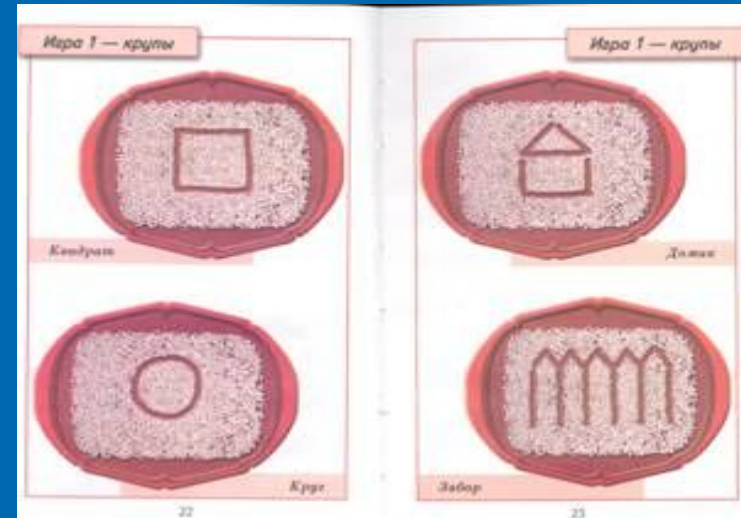 Игра 1 — крупы
Квадрат
Круг
22
Игра 1 — крупы
Домик
Забор
23